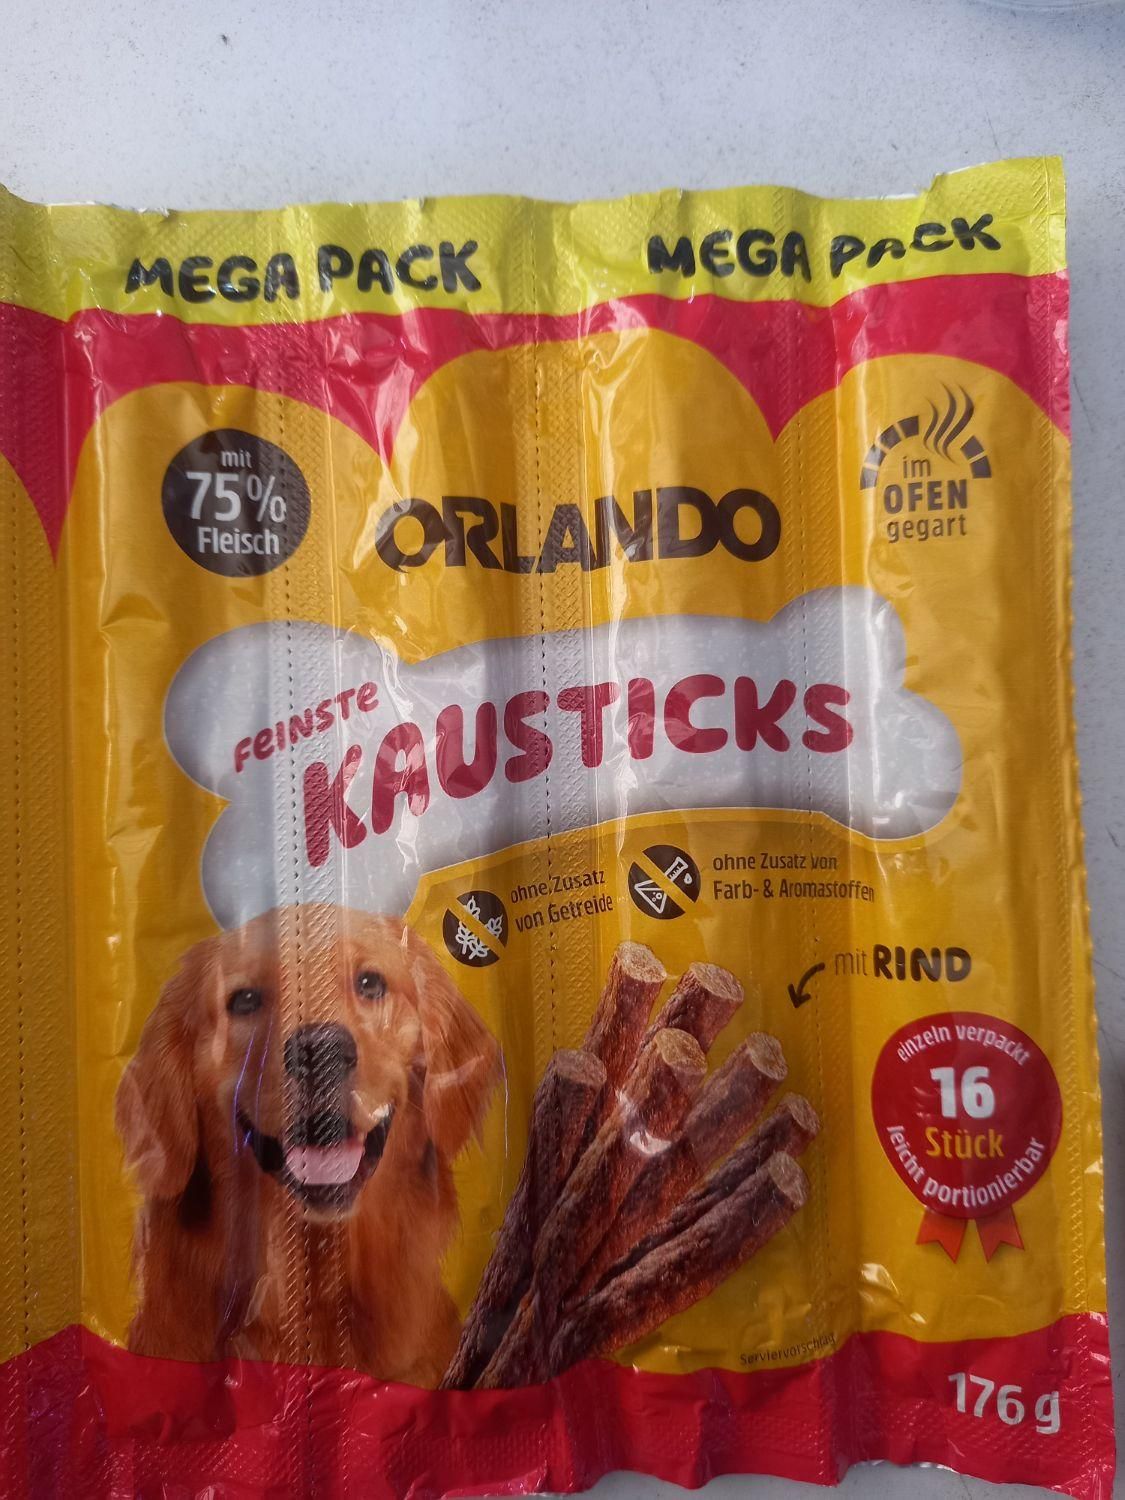 MEGA PACK
MEGA PACK
mit
75%
Fleisch
ORLANDO
im
OFEN
gegart
FEINSTE
KAUSTICKS
ohne Zusatz
von Getreide
ohne Zusatz von
Farb- & Aromastoffen
mit RIND
einzeln verpackt
16
Stück
leicht portionierbar
Serviervorschlag
176 g